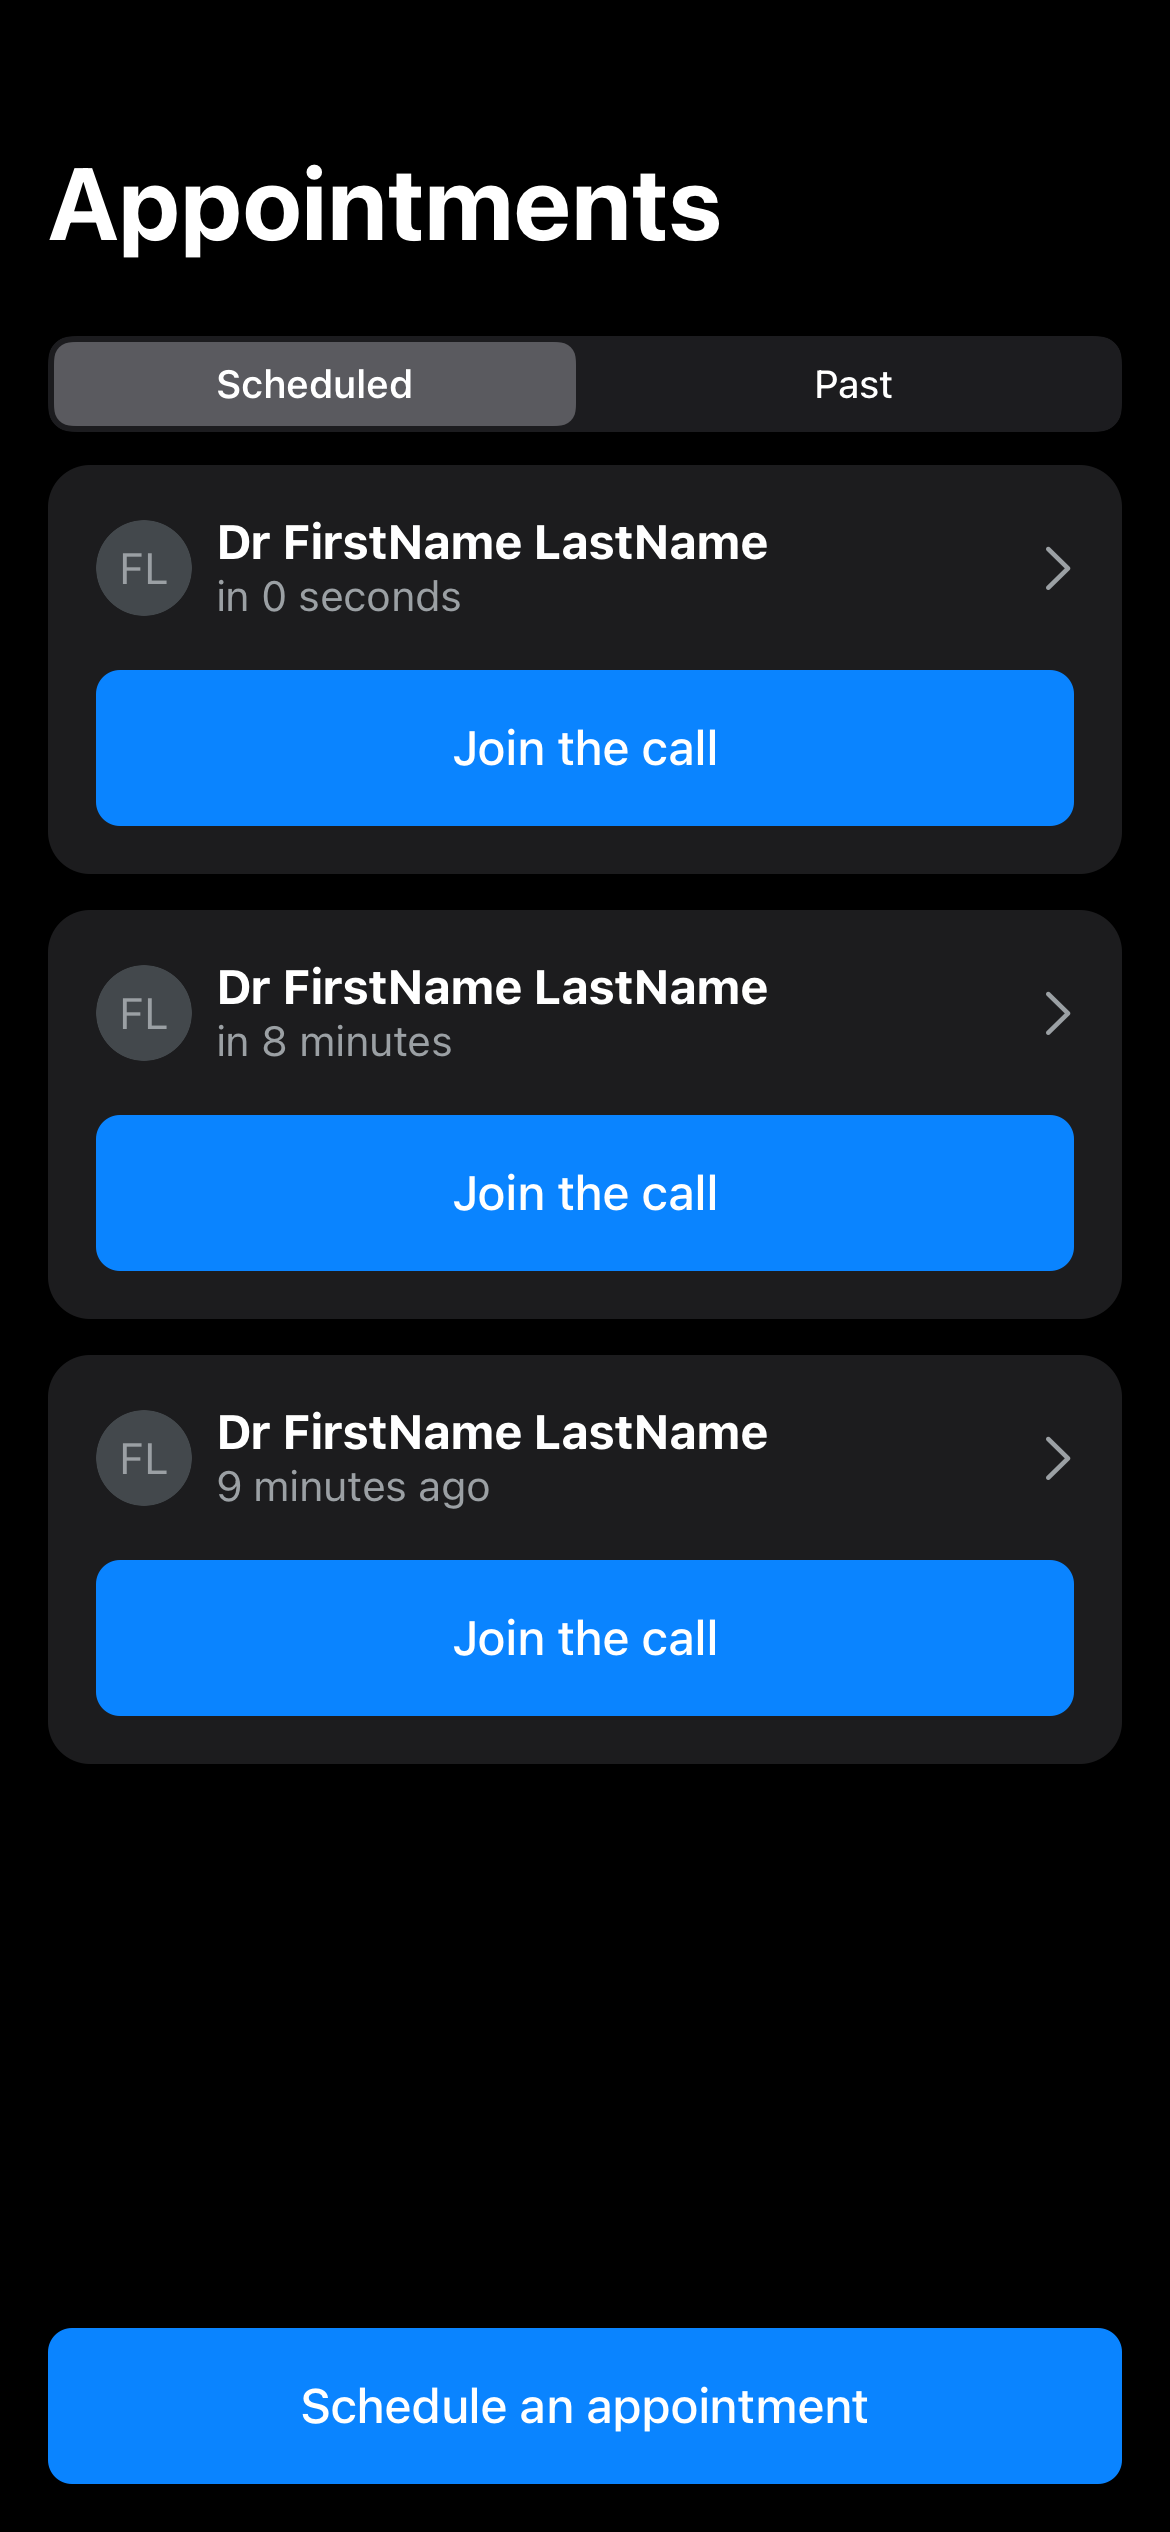 Appointments
Scheduled
Past
FL
Dr FirstName LastName
in 0 seconds
Join the call
FL
Dr FirstName LastName
in 8 minutes
Join the call
FL
Dr FirstName LastName
9 minutes ago
Join the call
Schedule an appointment